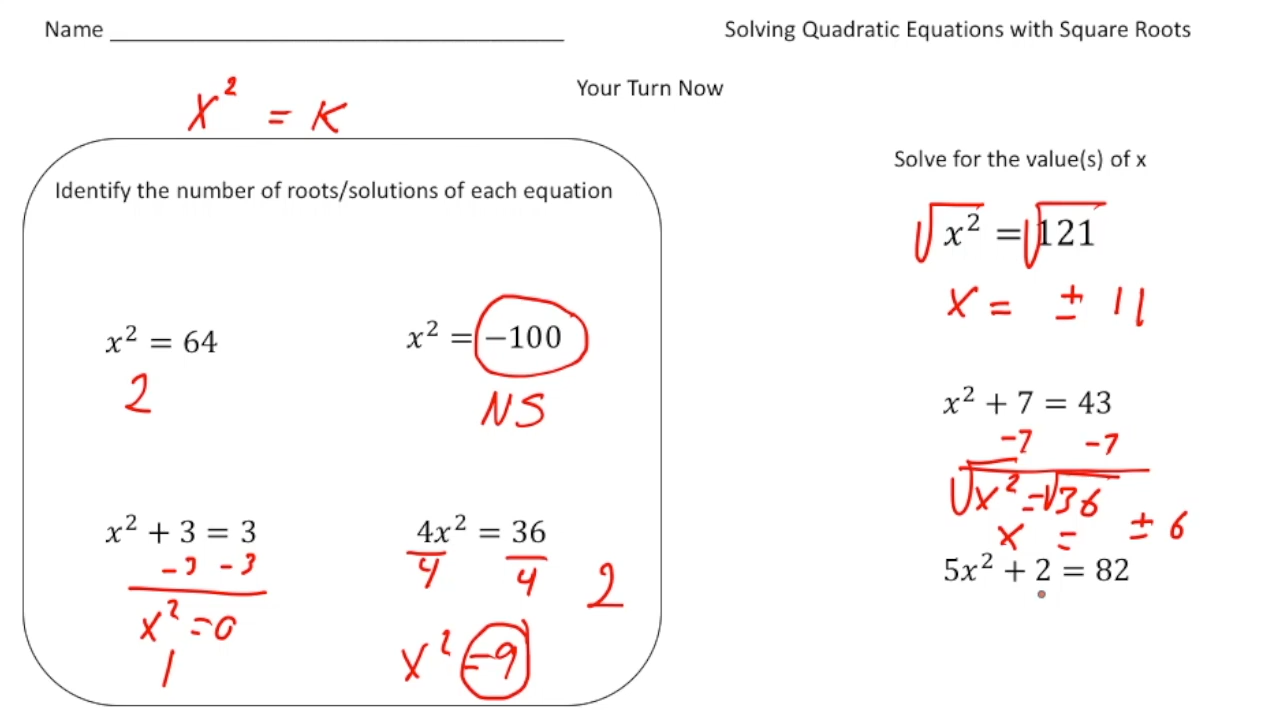 Name ____________________
Solving Quadratic Equations with Square Roots
Your Turn Now
x² = K
Identify the number of roots/solutions of each equation
x² = 64
2
x² = −100
NS
x² + 3 = 3
-3 -3
x² = 0
1
4x² = 36
4 4
2
x² = 9
Solve for the value(s) of x
√x² = √121
x = ± 11
x² + 7 = 43
-7 -7
√x² = √36
x = ± 6
5x² + 2 = 82